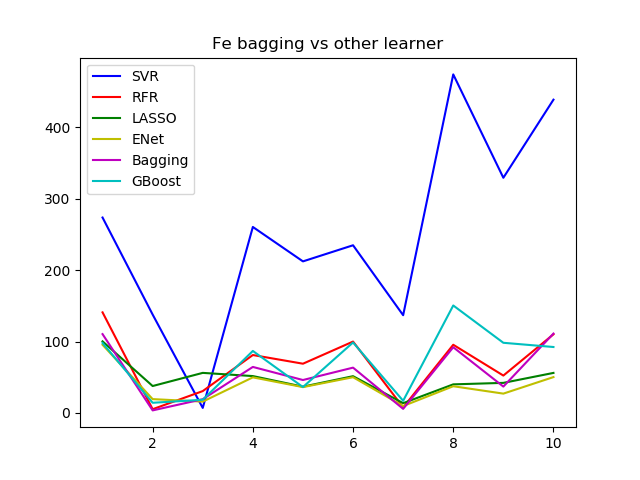 Fe bagging vs other learner
SVR
RFR
LASSO
ENet
Bagging
GBoost
400
300
200
100
0
2 4 6 8 10